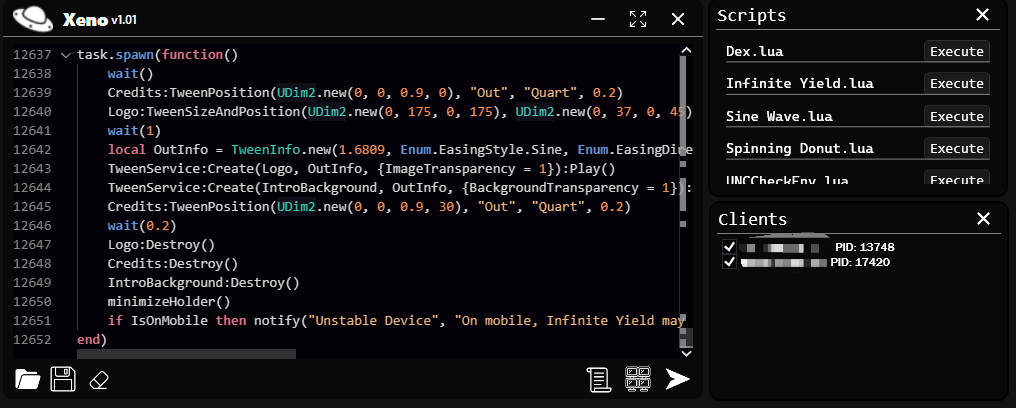 Xeno v1.01
12637 task.spawn(function()
12638 wait()
12639 Credits:TweenPosition(UDim2.new(0, 0, 0.9, 0), "Out", "Quart", 0.2)
12640 Logo:TweenSizeAndPosition(UDim2.new(0, 175, 0, 175), UDim2.new(0, 37, 0, 45)
12641 wait(1)
12642 local OutInfo = TweenInfo.new(1.6809, Enum.EasingStyle.Sine, Enum.EasingDire
12643 TweenService:Create(Logo, OutInfo, {ImageTransparency = 1}):Play()
12644 TweenService:Create(IntroBackground, OutInfo, {BackgroundTransparency = 1}):
12645 Credits:TweenPosition(UDim2.new(0, 0, 0.9, 30), "Out", "Quart", 0.2)
12646 wait(0.2)
12647 Logo:Destroy()
12648 Credits:Destroy()
12649 IntroBackground:Destroy()
12650 minimizeHolder()
12651 if IsOnMobile then notify("Unstable Device", "On mobile, Infinite Yield may
12652 end)
Scripts
Dex.lua Execute
Infinite Yield.lua Execute
Sine Wave.lua Execute
Spinning Donut.lua Execute
UNCCheckEnv.lua Execute
Clients
PID: 13748
PID: 17420